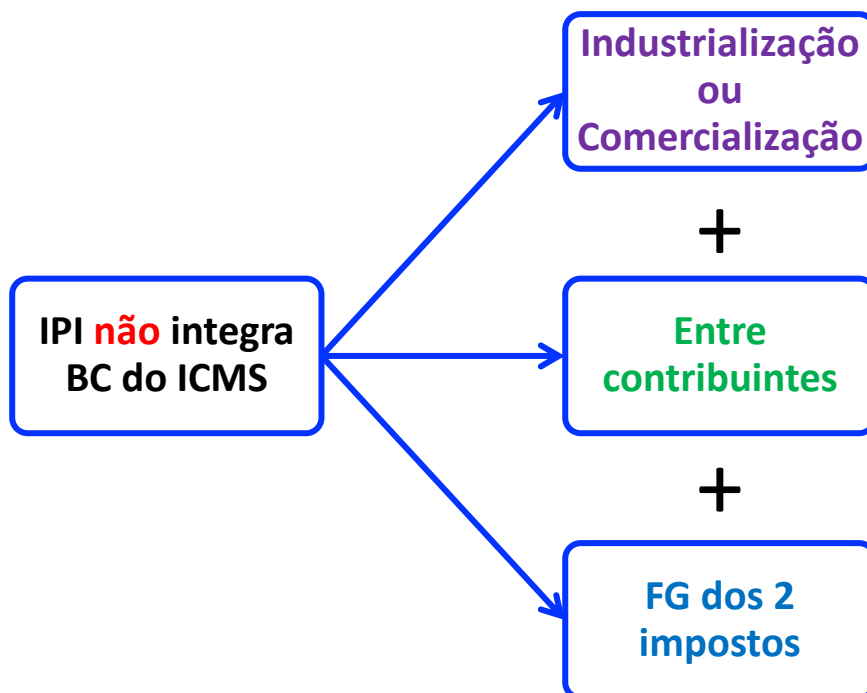 Industrialização
ou
Comercialização
+
IPI não integra
BC do ICMS
Entre
contribuintes
+
FG dos 2
impostos